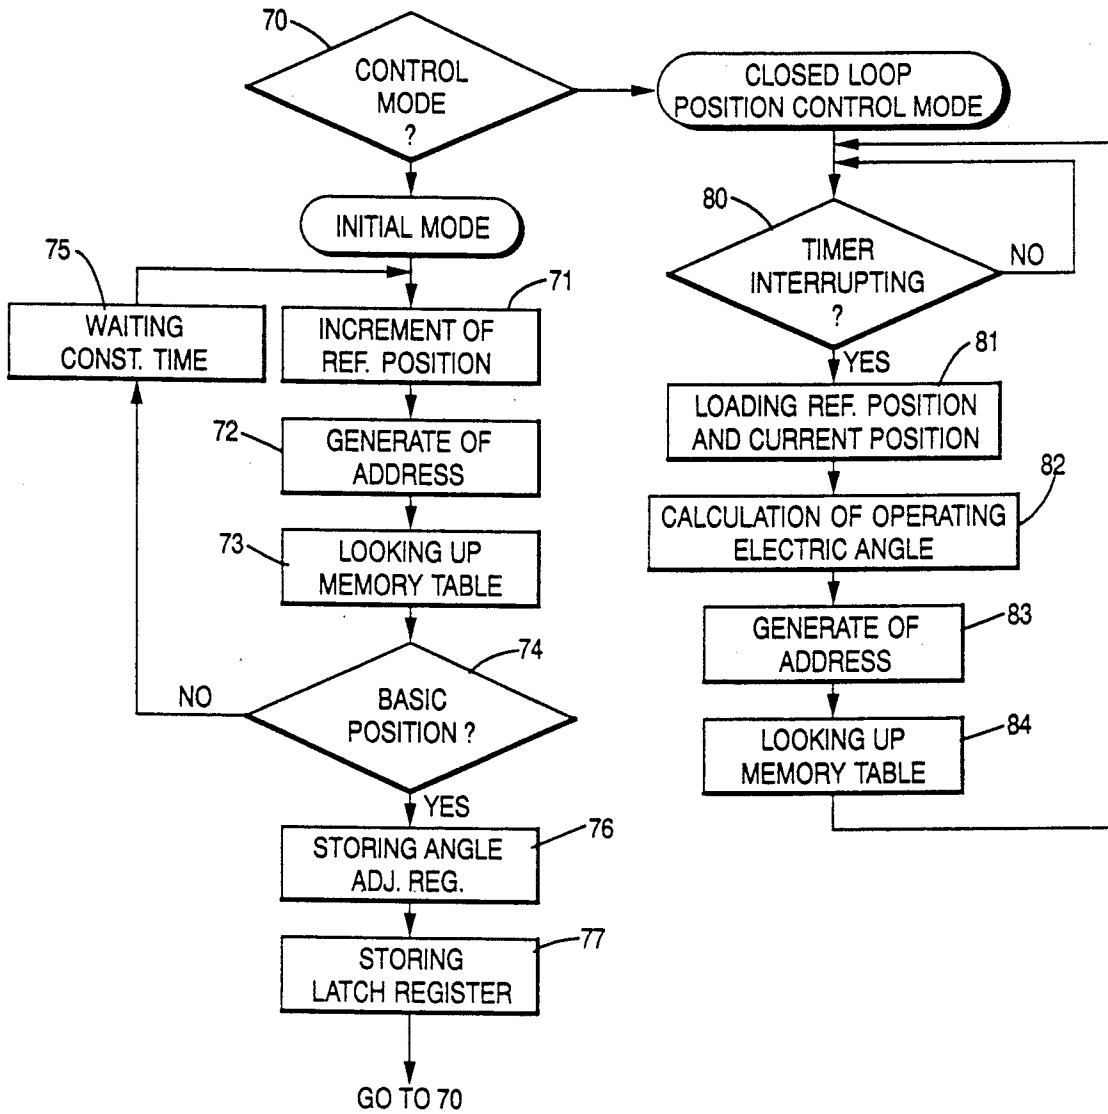 70
CONTROL
MODE
?
CLOSED LOOP
POSITION CONTROL MODE
INITIAL MODE
75
WAITING
CONST. TIME
71
INCREMENT OF
REF. POSITION
72
GENERATE OF
ADDRESS
73
LOOKING UP
MEMORY TABLE
74
BASIC
POSITION ?
NO
YES
76
STORING ANGLE
ADJ. REG.
77
STORING
LATCH REGISTER
GO TO 70
80
TIMER
INTERRUPTING
?
NO
YES
81
LOADING REF. POSITION
AND CURRENT POSITION
82
CALCULATION OF OPERATING
ELECTRIC ANGLE
83
GENERATE OF
ADDRESS
84
LOOKING UP
MEMORY TABLE